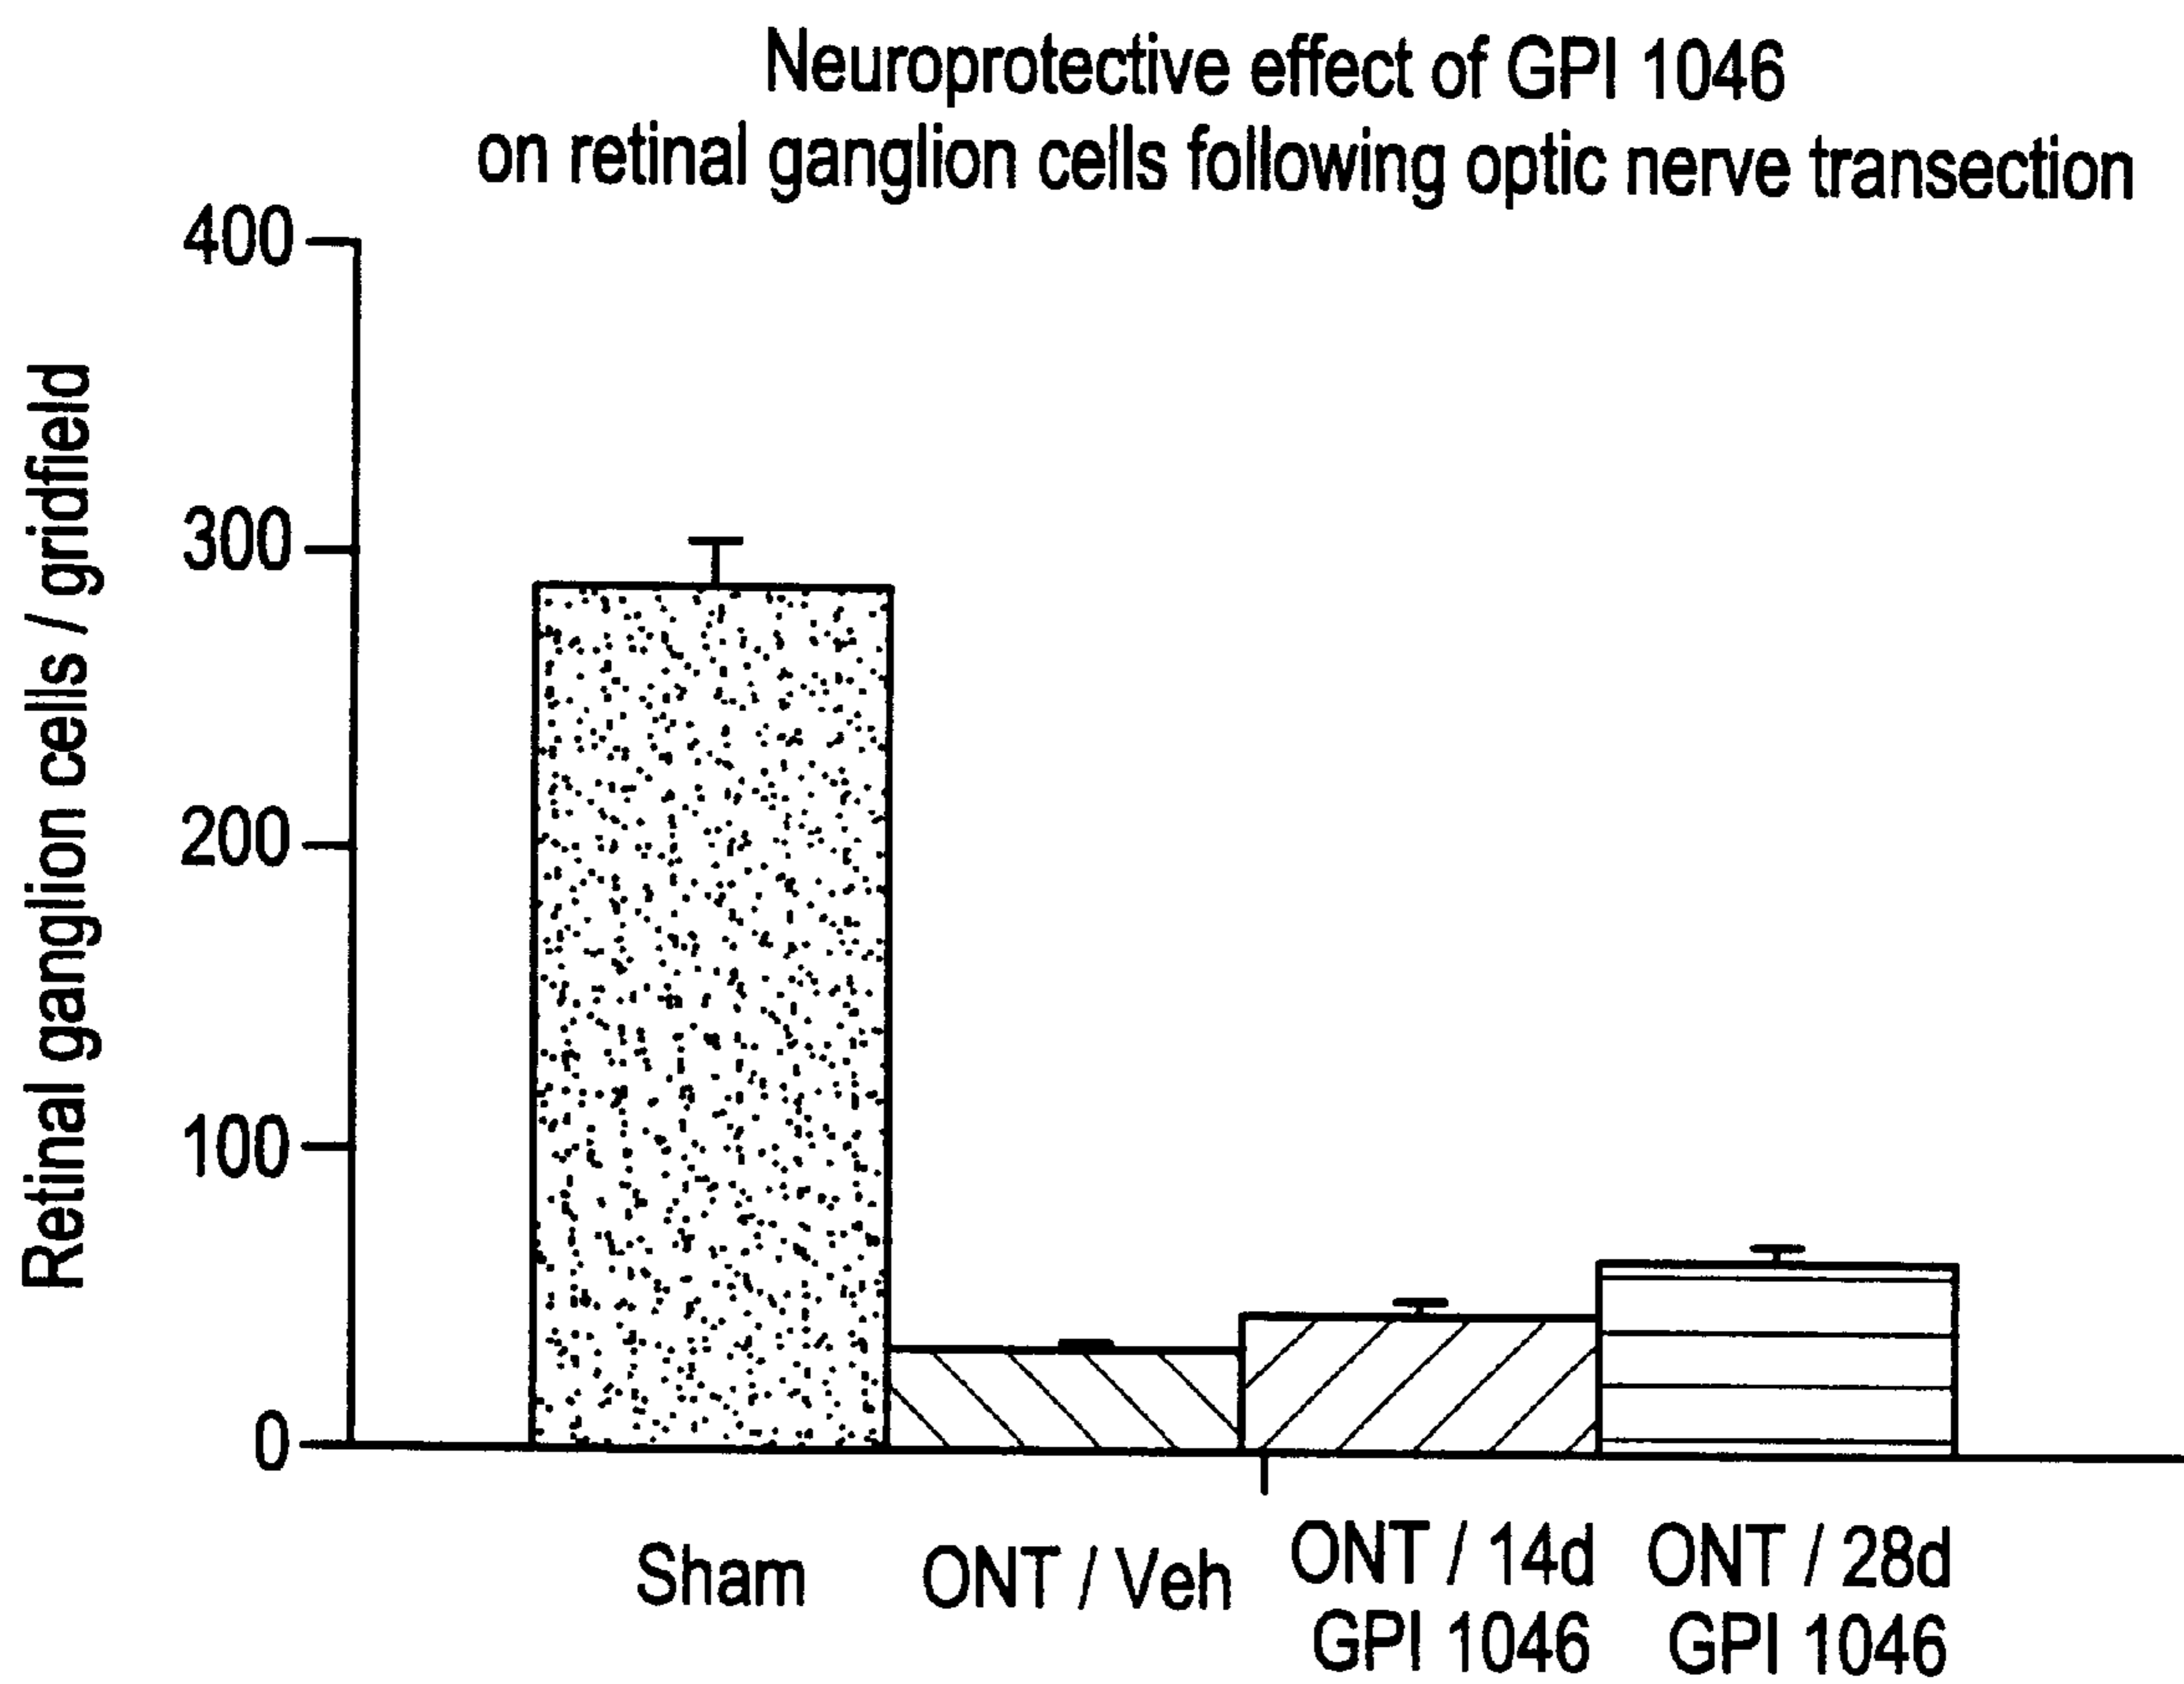 Neuroprotective effect of GPI 1046
on retinal ganglion cells following optic nerve transection
Retinal ganglion cells / gridfield
400
300
200
100
0
Sham
ONT / Veh
ONT / 14d
GPI 1046
ONT / 28d
GPI 1046